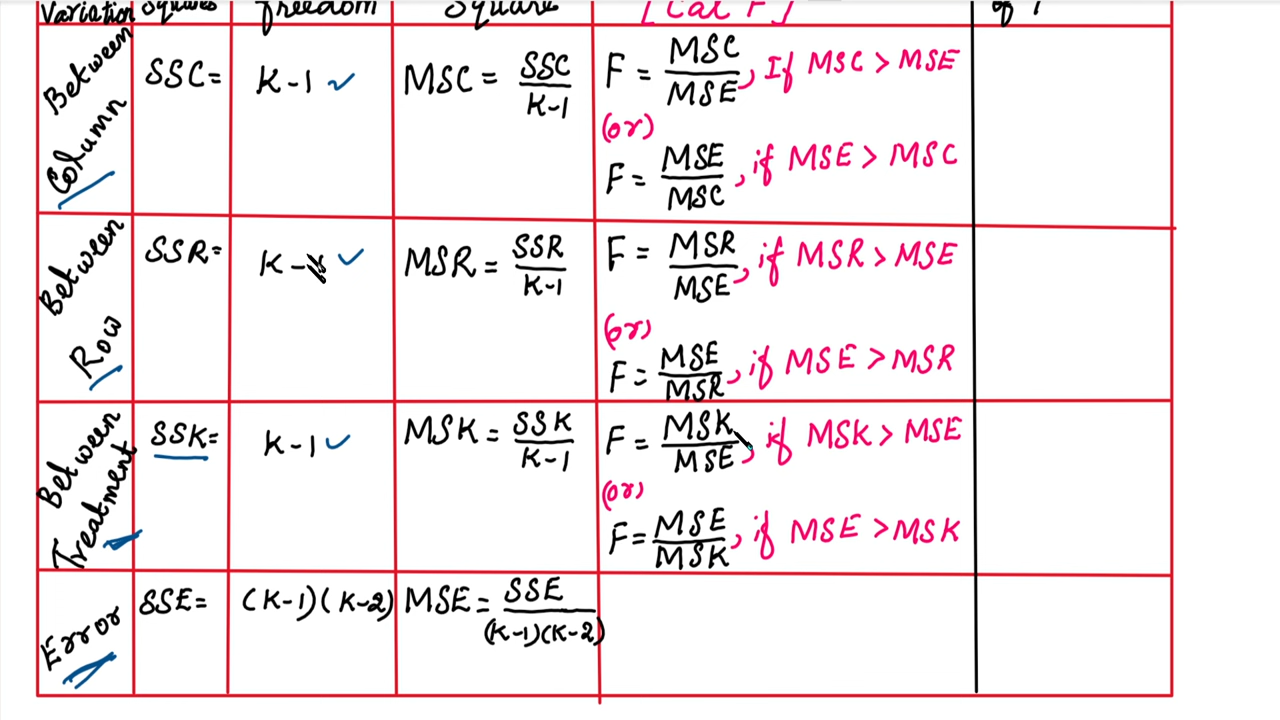 Variation Squares freedom Square [Cal F] of F
Between Column
SSC=
K-1
MSC = SSC/K-1
F = MSC/MSE, If MSC > MSE
(or)
F = MSE/MSC, if MSE > MSC
Between Row
SSR=
K-1
MSR = SSR/K-1
F = MSR/MSE, if MSR > MSE
(or)
F = MSE/MSR, if MSE > MSR
Between Treatment
SSK=
K-1
MSK = SSK/K-1
F = MSK/MSE, if MSK > MSE
(or)
F = MSE/MSK, if MSE > MSK
Error
SSE=
(K-1)(K-2)
MSE = SSE/(K-1)(K-2)